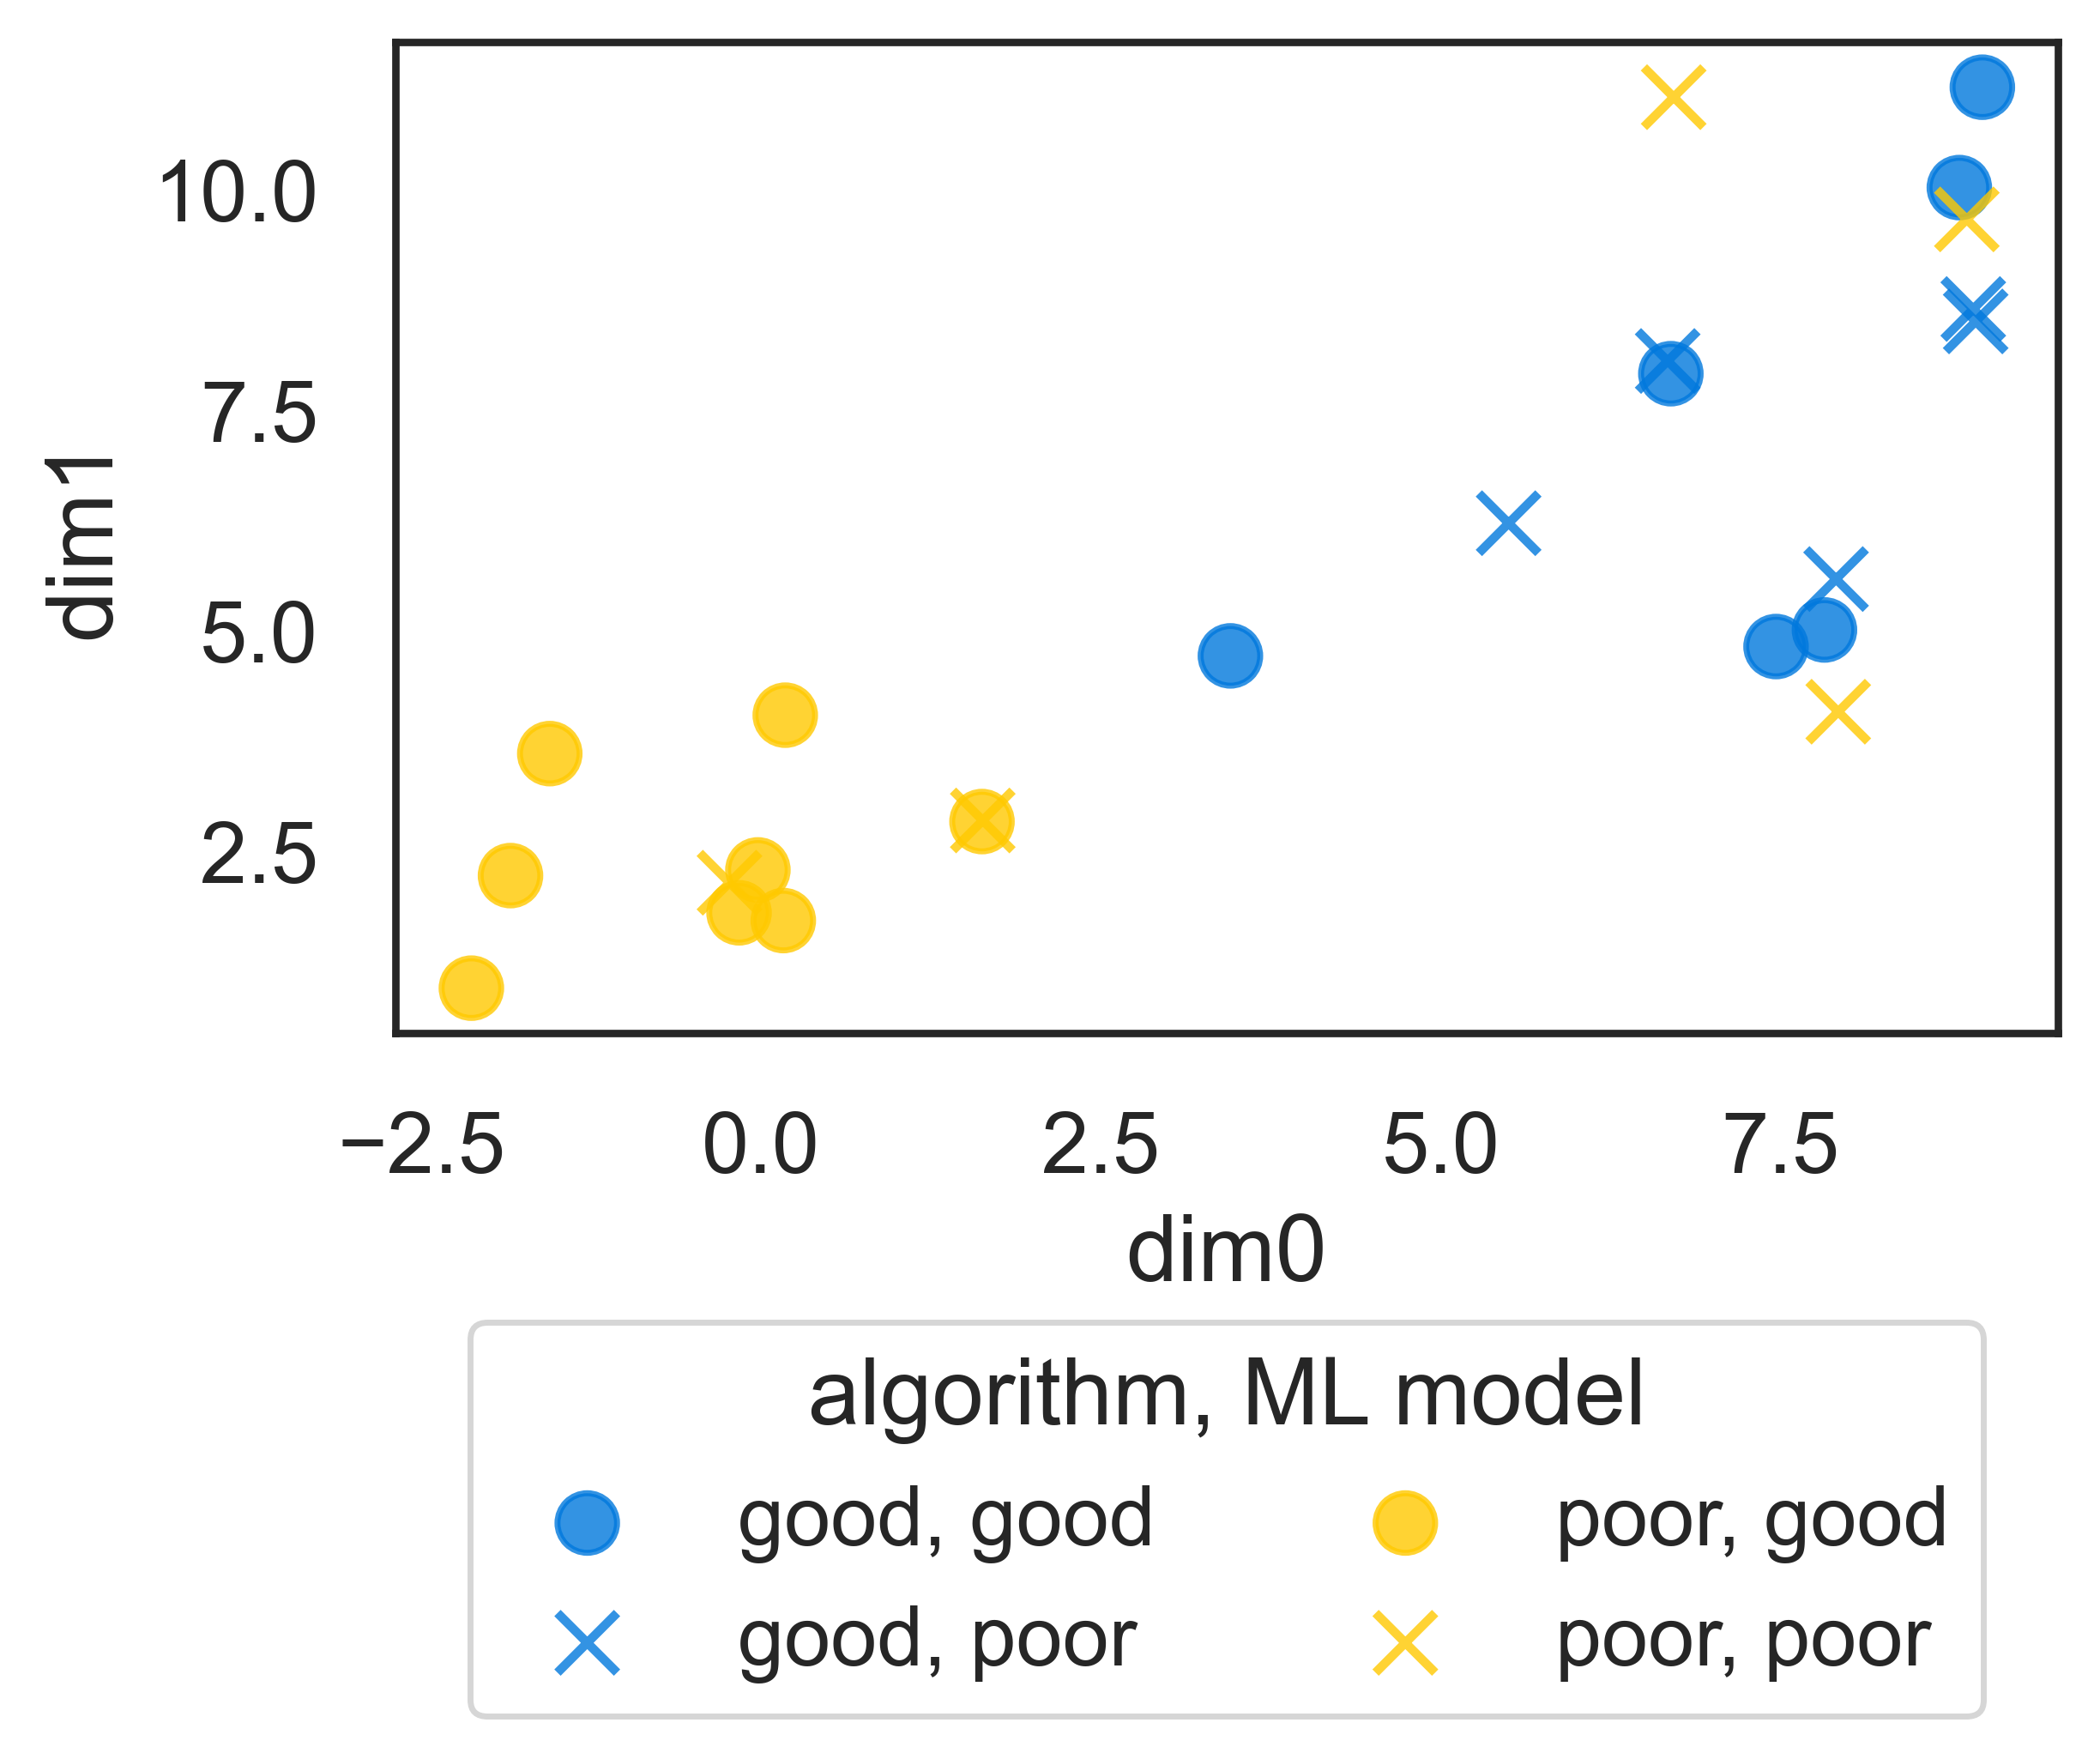 10.0
7.5
5.0
2.5
dim1
−2.5 0.0 2.5 5.0 7.5
dim0
algorithm, ML model
good, good poor, good
good, poor poor, poor